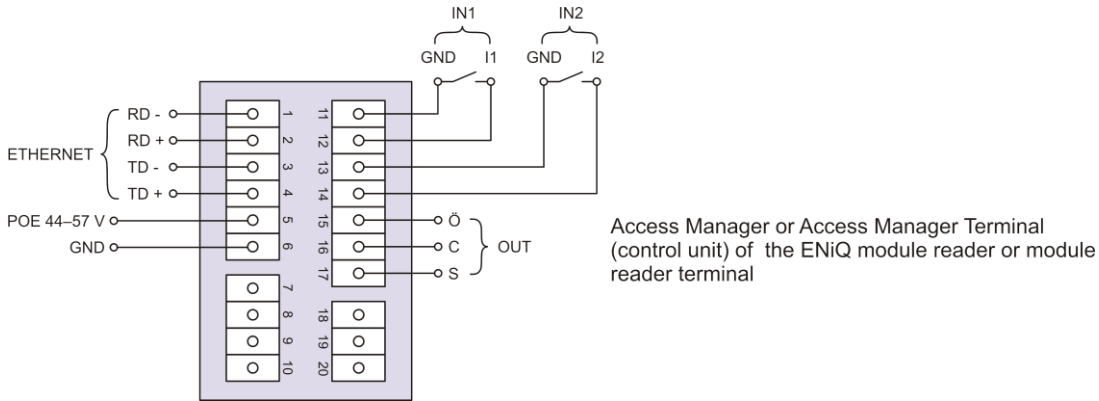 IN1 IN2
GND I1 GND I2
RD - 1 11
RD + 2 12
ETHERNET
TD - 3 13
TD + 4 14
POE 44–57 V 5 15 Ö
GND 6 16 C OUT
17 S
7
8 18
9 19
10 20
Access Manager or Access Manager Terminal
(control unit) of the ENiQ module reader or module
reader terminal